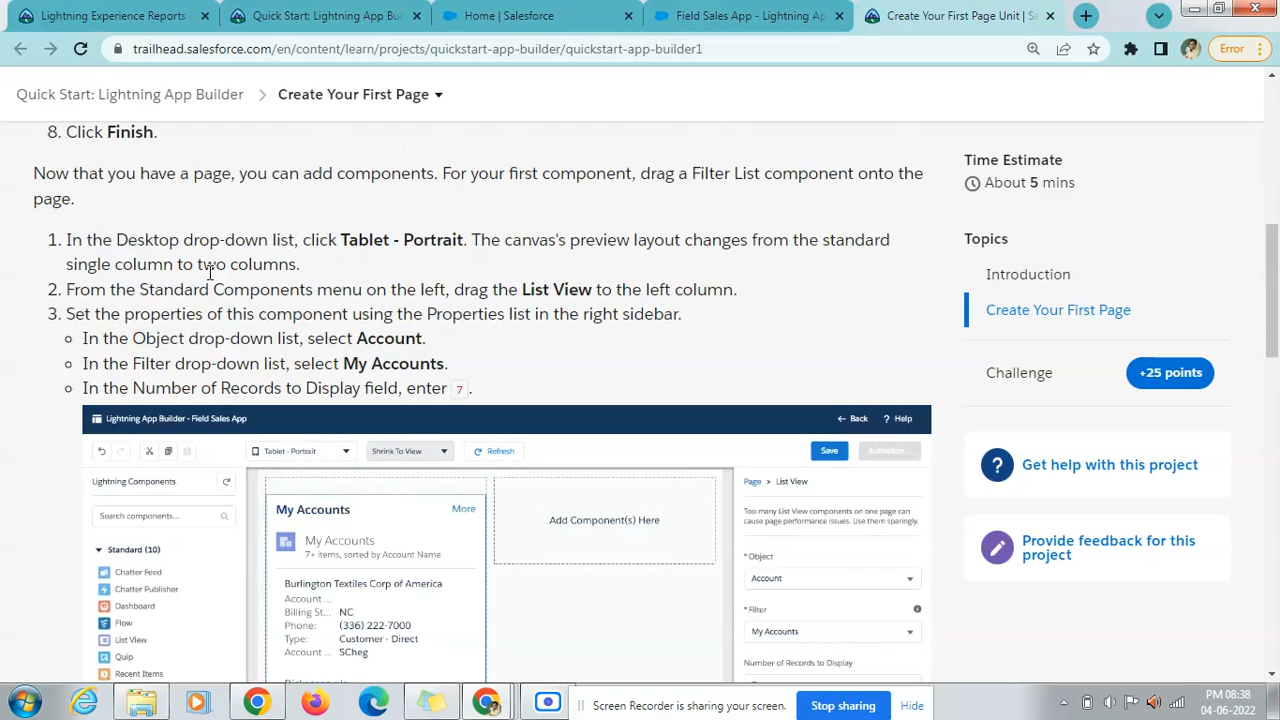 Lightning Experience Reports A
Quick Start: Lightning App Bui
Home | Salesforce
Field Sales App - Lightning Ap
Create Your First Page Unit | Sa
trailhead.salesforce.com/en/content/learn/projects/quickstart-app-builder/quickstart-app-builder1
Error
Quick Start: Lightning App Builder > Create Your First Page
8. Click Finish.
Now that you have a page, you can add components. For your first component, drag a Filter List component onto the
page.
1. In the Desktop drop-down list, click Tablet - Portrait. The canvas's preview layout changes from the standard
single column to two columns.
2. From the Standard Components menu on the left, drag the List View to the left column.
3. Set the properties of this component using the Properties list in the right sidebar.
In the Object drop-down list, select Account.
In the Filter drop-down list, select My Accounts.
In the Number of Records to Display field, enter 7.
Lightning App Builder - Field Sales App
Back
? Help
Tablet - Portrait
Shrink To View
Refresh
Save
Activation...
Lightning Components
Search components...
Standard (10)
Chatter Feed
Chatter Publisher
Dashboard
Flow
List View
Quip
Recent Items
My Accounts
More
My Accounts
7+ items, sorted by Account Name
Burlington Textiles Corp of America
Account ...
Billing St... NC
Phone: (336) 222-7000
Type: Customer - Direct
Account ... SCheg
Add Component(s) Here
Page > List View
Too many List View components on one page can
cause page performance issues. Use them sparingly.
*Object
Account
*Filter
My Accounts
Number of Records to Display
Time Estimate
About 5 mins
Topics
Introduction
Create Your First Page
Challenge
+25 points
Get help with this project
Provide feedback for this
project
Screen Recorder is sharing your screen.
Stop sharing
Hide
PM 08:38
04-06-2022